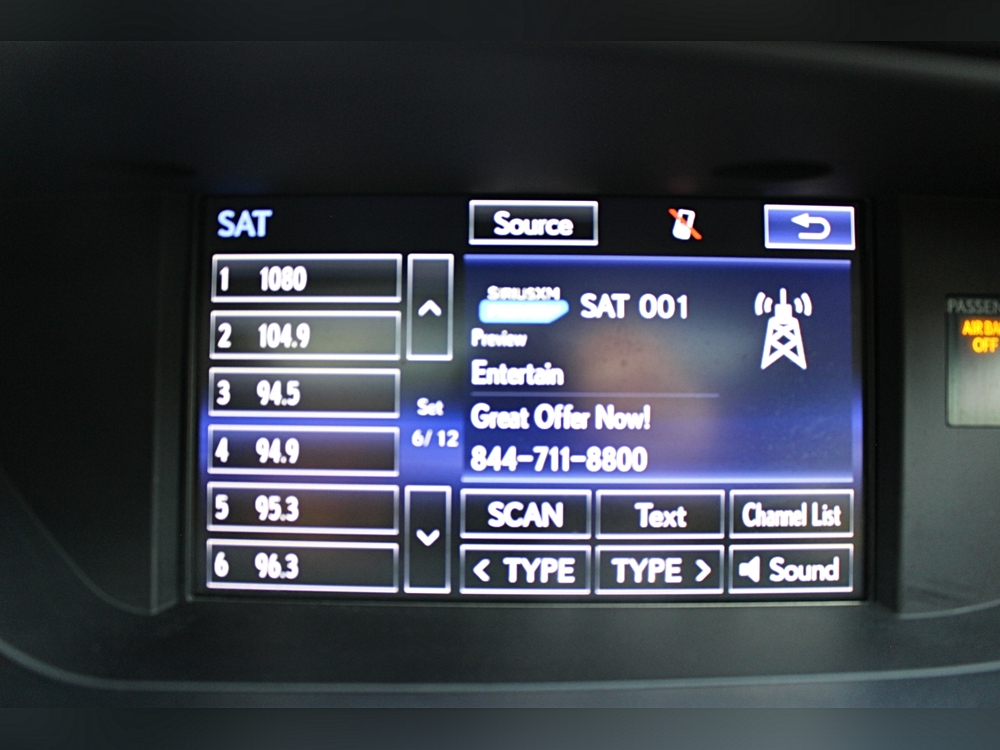 SAT
Source
1 1080
2 104.9
3 94.5
4 94.9
5 95.3
6 96.3
Set
6/12
SIRIUSXM
SAT 001
Preview
Entertain
Great Offer Now!
844-711-8800
SCAN
Text
Channel List
< TYPE
TYPE >
Sound
OFF